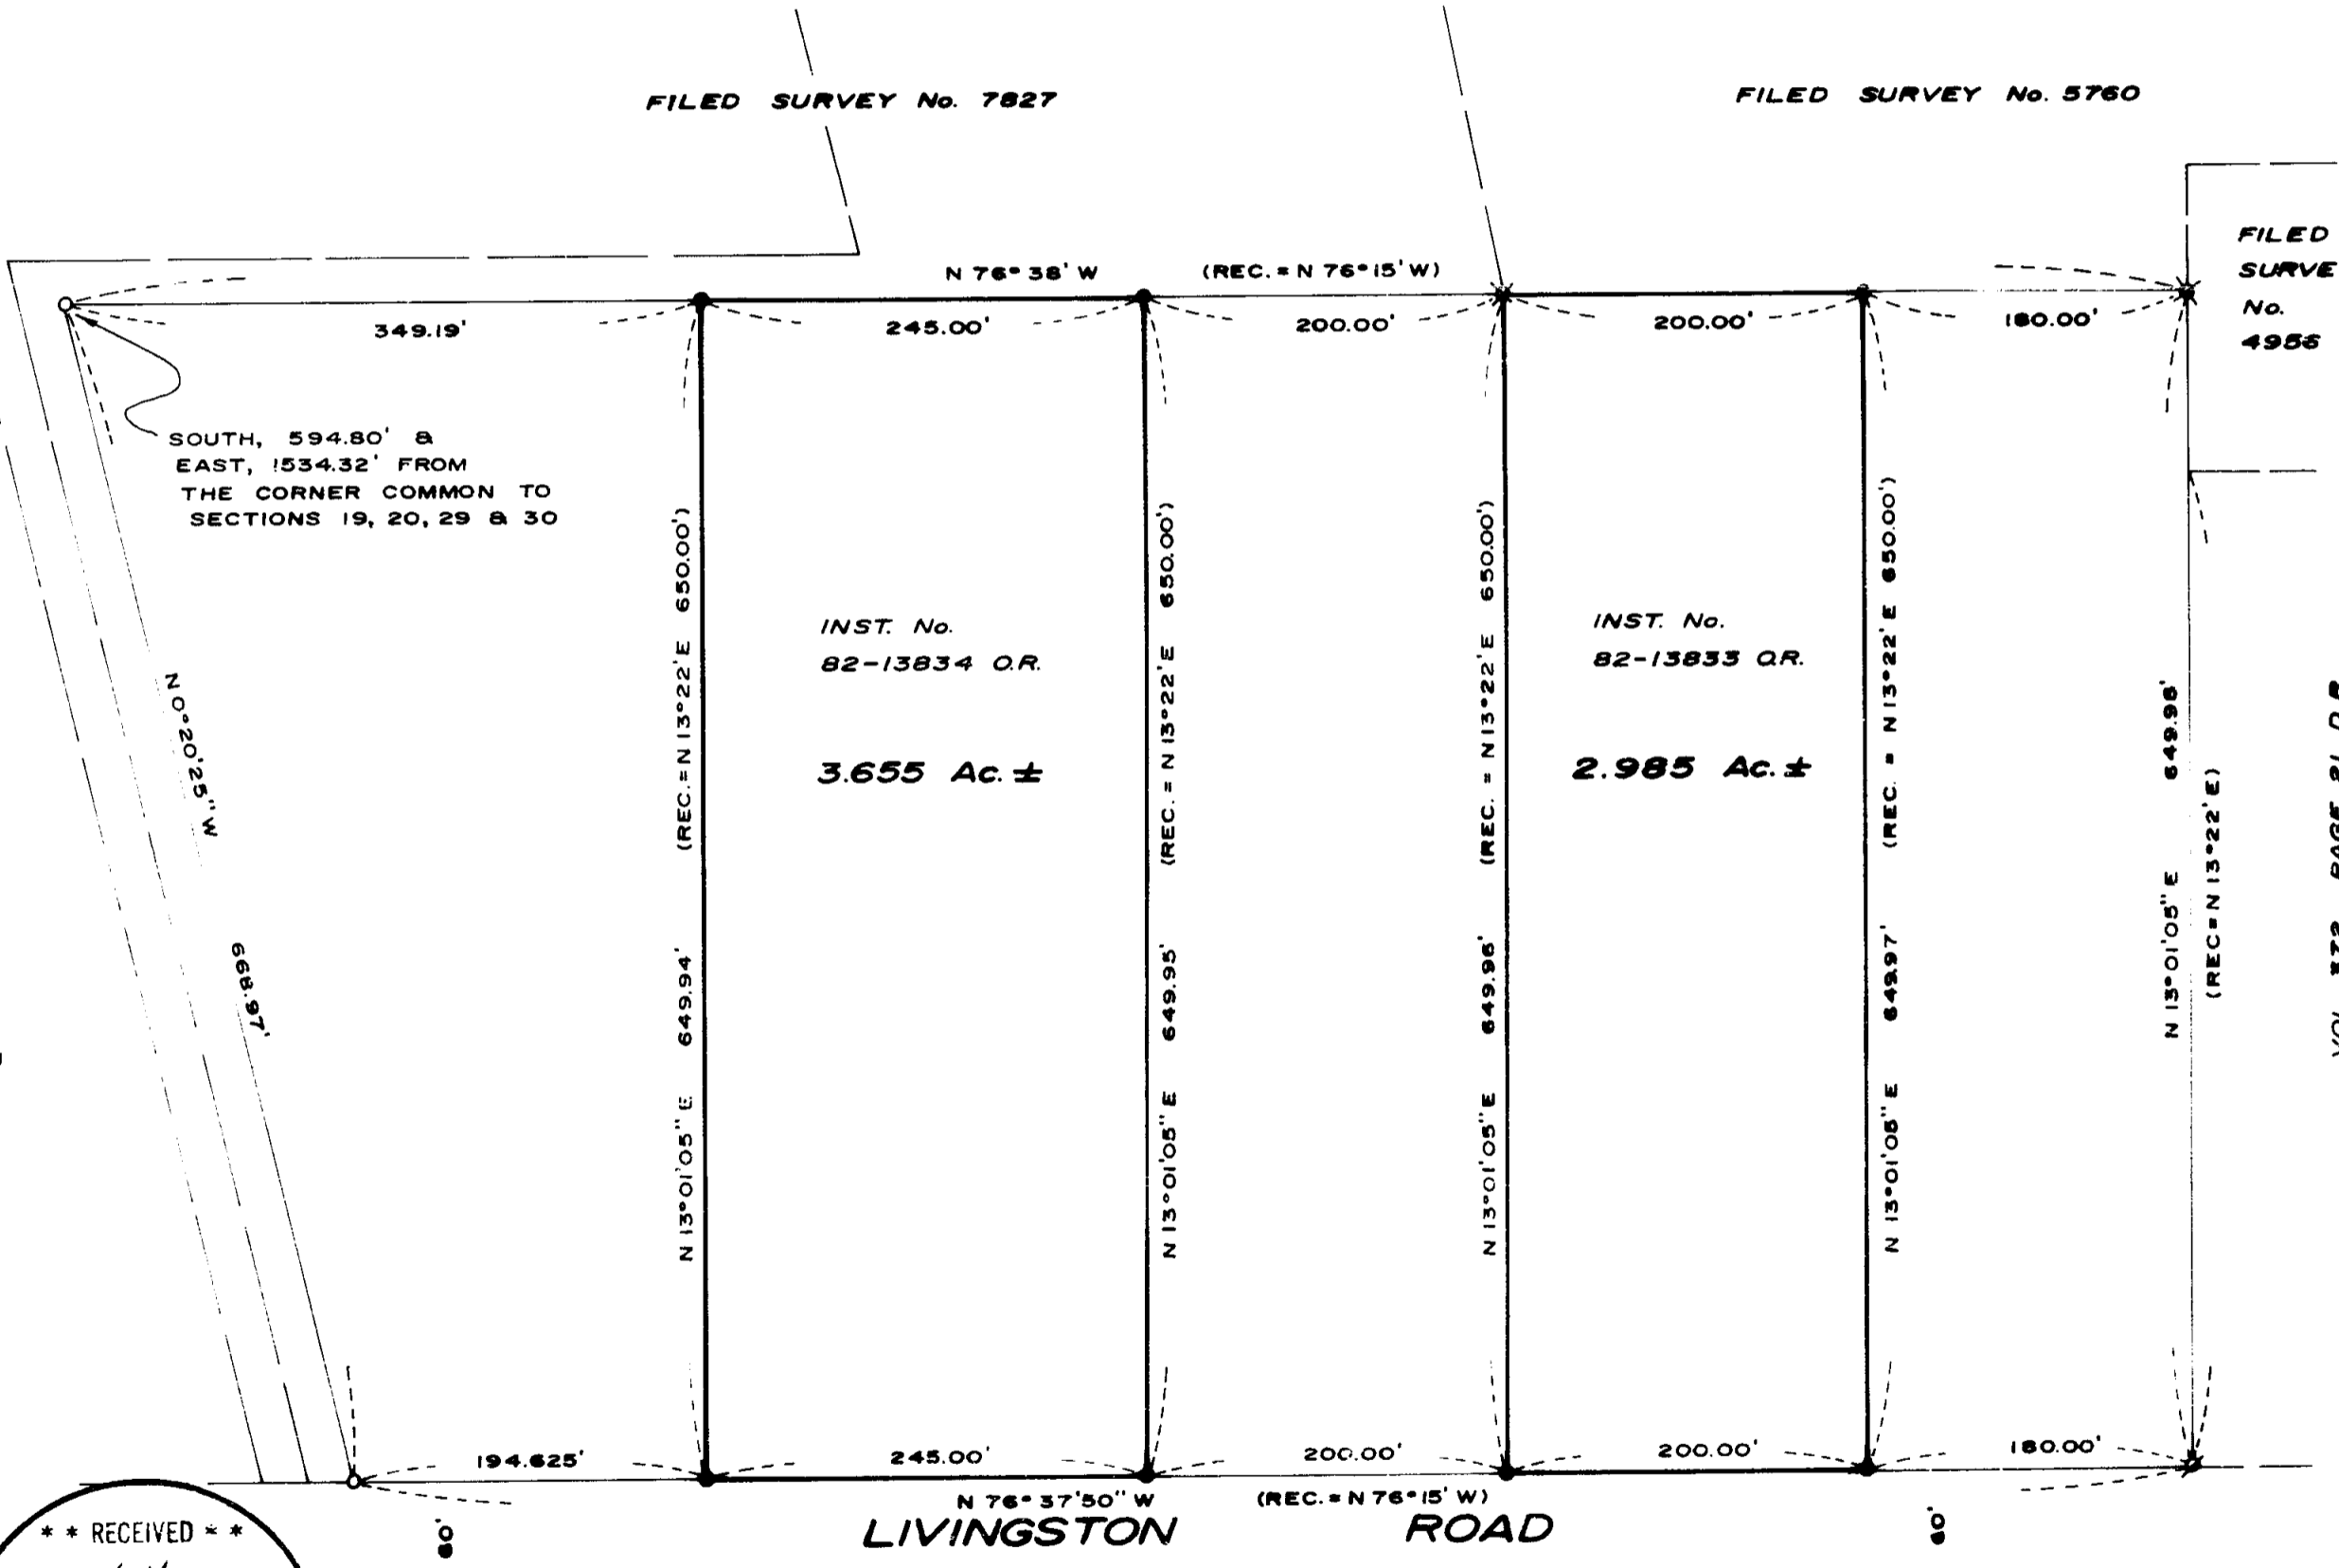 FILED SURVEY No. 7827
FILED SURVEY No. 5760
FILED
SURVE
No.
N 76° 38' W
(REC. = N 76° 15' W)
349.19'
245.00'
200.00'
200.00'
180.00'
SOUTH, 594.80' &
EAST, 1534.32' FROM
THE CORNER COMMON TO
SECTIONS 19, 20, 29 & 30
N 0° 20' 25" W
668.97'
N 13° 01' 05" E 649.94' (REC. = N 13° 22' E 650.00')
INST. No.
82-13834 O.R.
3.655 Ac. ±
N 13° 01' 05" E 649.95' (REC. = N 13° 22' E 650.00')
N 13° 01' 05" E 649.96' (REC. = N 13° 22' E 650.00')
INST. No.
82-13833 O.R.
2.985 Ac. ±
N 13° 01' 05" E 649.97' (REC. = N 13° 22' E 650.00')
N 13° 01' 05" E 649.98'
(REC = N 13° 22' E)
194.625'
245.00'
200.00'
200.00'
180.00'
N 76° 37' 50" W
(REC. = N 76° 15' W)
LIVINGSTON ROAD
60'
* * RECEIVED * *